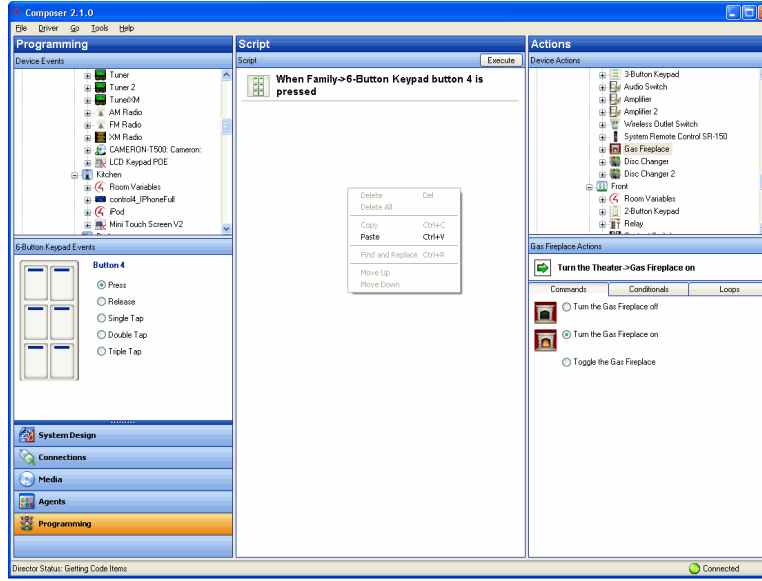 Composer 2.1.0
File Driver Go Tools Help
Programming
Device Events
Tuner
Tuner 2
TunerXM
AM Radio
FM Radio
XM Radio
CAMERON-T500: Cameron:
LCD Keypad POE
Kitchen
Room Variables
control4_IPhoneFull
iPod
Mini Touch Screen V2
6-Button Keypad Events
Button 4
Press
Release
Single Tap
Double Tap
Triple Tap
System Design
Connections
Media
Agents
Programming
Script
Script Execute
When Family->6-Button Keypad button 4 is
pressed
Delete Del
Delete All
Copy Ctrl+C
Paste Ctrl+V
Find and Replace Ctrl+R
Move Up
Move Down
Actions
Device Actions
3-Button Keypad
Audio Switch
Amplifier
Amplifier 2
Wireless Outlet Switch
System Remote Control SR-150
Gas Fireplace
Disc Changer
Disc Changer 2
Front
Room Variables
2-Button Keypad
Relay
Gas Fireplace Actions
Turn the Theater->Gas Fireplace on
Commands Conditionals Loops
Turn the Gas Fireplace off
Turn the Gas Fireplace on
Toggle the Gas Fireplace
Director Status: Getting Code Items
Connected